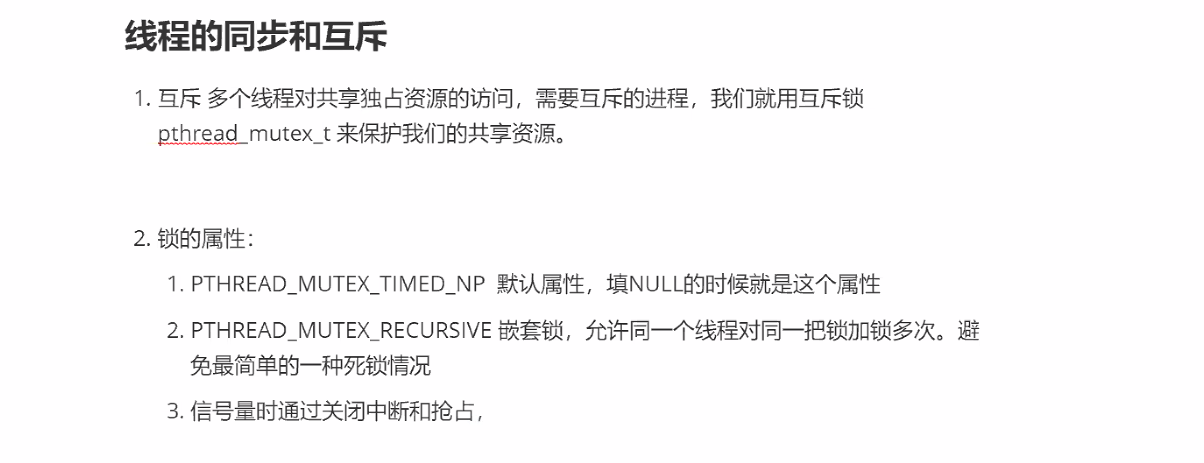 线程的同步和互斥
1. 互斥 多个线程对共享独占资源的访问，需要互斥的进程，我们就用互斥锁
pthread_mutex_t 来保护我们的共享资源。
2. 锁的属性：
1. PTHREAD_MUTEX_TIMED_NP 默认属性，填NULL的时候就是这个属性
2. PTHREAD_MUTEX_RECURSIVE 嵌套锁，允许同一个线程对同一把锁加锁多次。避
免最简单的一种死锁情况
3. 信号量时通过关闭中断和抢占，